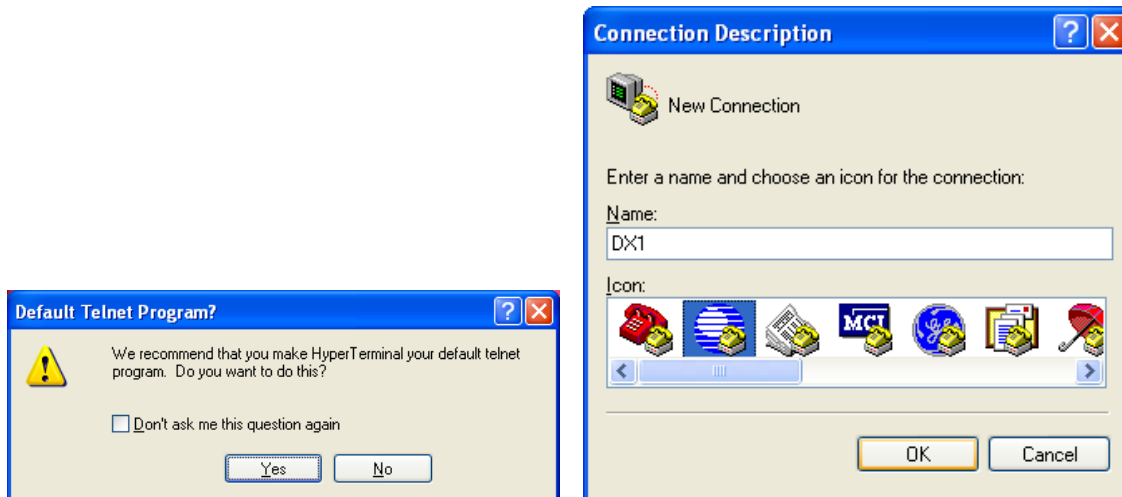 Default Telnet Program?
We recommend that you make HyperTerminal your default telnet
program. Do you want to do this?
Don't ask me this question again
Yes
No
Connection Description
New Connection
Enter a name and choose an icon for the connection:
Name:
DX1
Icon:
MCI
OK
Cancel